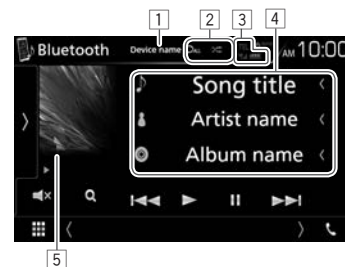 1 2 3 4
Bluetooth Device name AM 10:00
Song title
Artist name
Album name
5